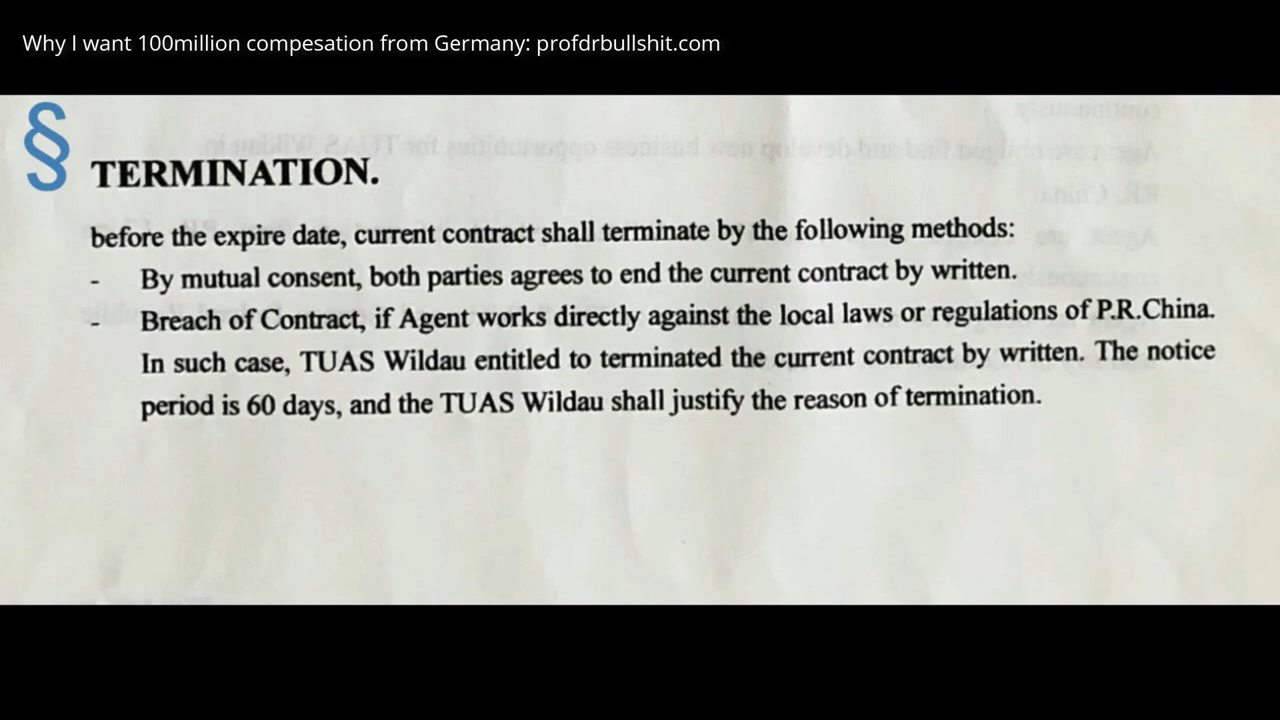 Why I want 100million compesation from Germany: profdrbullshit.com
§
TERMINATION.
before the expire date, current contract shall terminate by the following methods:
- By mutual consent, both parties agrees to end the current contract by written.
- Breach of Contract, if Agent works directly against the local laws or regulations of P.R.China.
In such case, TUAS Wildau entitled to terminated the current contract by written. The notice
period is 60 days, and the TUAS Wildau shall justify the reason of termination.